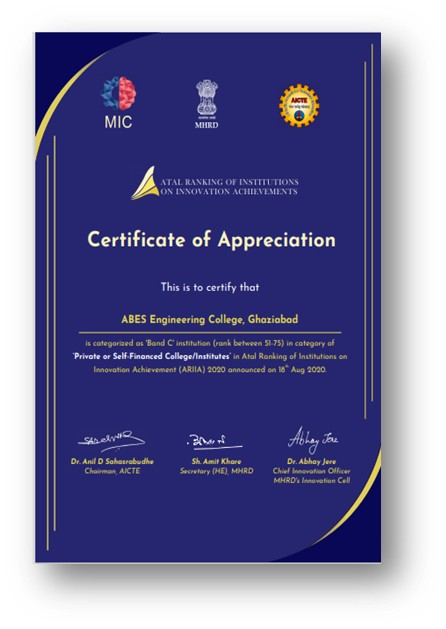 MIC
MHRD
AICTE
ATAL RANKING OF INSTITUTIONS
ON INNOVATION ACHIEVEMENTS
Certificate of Appreciation
This is to certify that
ABES Engineering College, Ghaziabad
is categorized as 'Band C' institution (rank between 51-75) in category of
'Private or Self-Financed College/Institutes' in Atal Ranking of Institutions on
Innovation Achievement (ARIIA) 2020 announced on 18th Aug 2020.
Abhay Jere
Dr. Anil D Sahasrabudhe
Chairman, AICTE
Sh. Amit Khare
Secretary (HE), MHRD
Dr. Abhay Jere
Chief Innovation Officer
MHRD's Innovation Cell